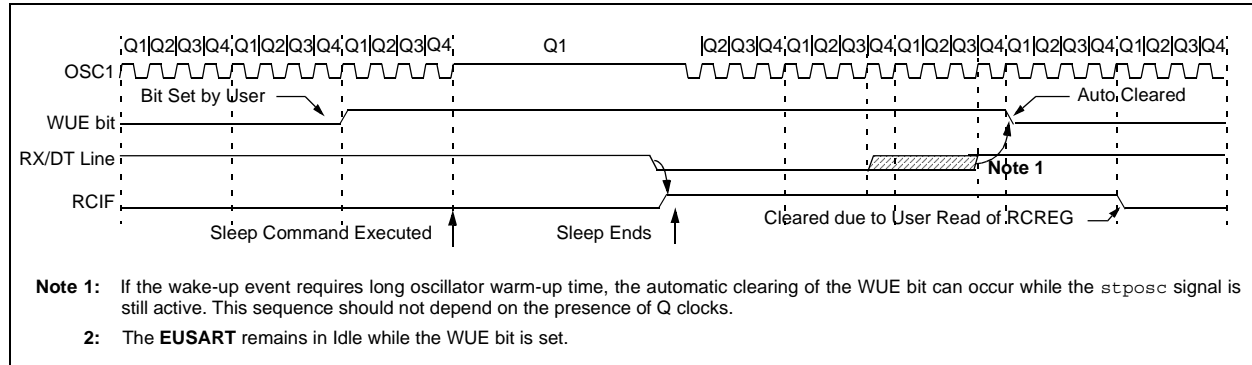 Q1|Q2|Q3|Q4|Q1|Q2|Q3|Q4|Q1|Q2|Q3|Q4 Q1 Q2|Q3|Q4|Q1|Q2|Q3|Q4|Q1|Q2|Q3|Q4|Q1|Q2|Q3|Q4|Q1|Q2|Q3|Q4
OSC1
Bit Set by User Auto Cleared
WUE bit
RX/DT Line
Note 1
RCIF
Cleared due to User Read of RCREG
Sleep Command Executed Sleep Ends
Note 1: If the wake-up event requires long oscillator warm-up time, the automatic clearing of the WUE bit can occur while the stposc signal is
still active. This sequence should not depend on the presence of Q clocks.
2: The EUSART remains in Idle while the WUE bit is set.